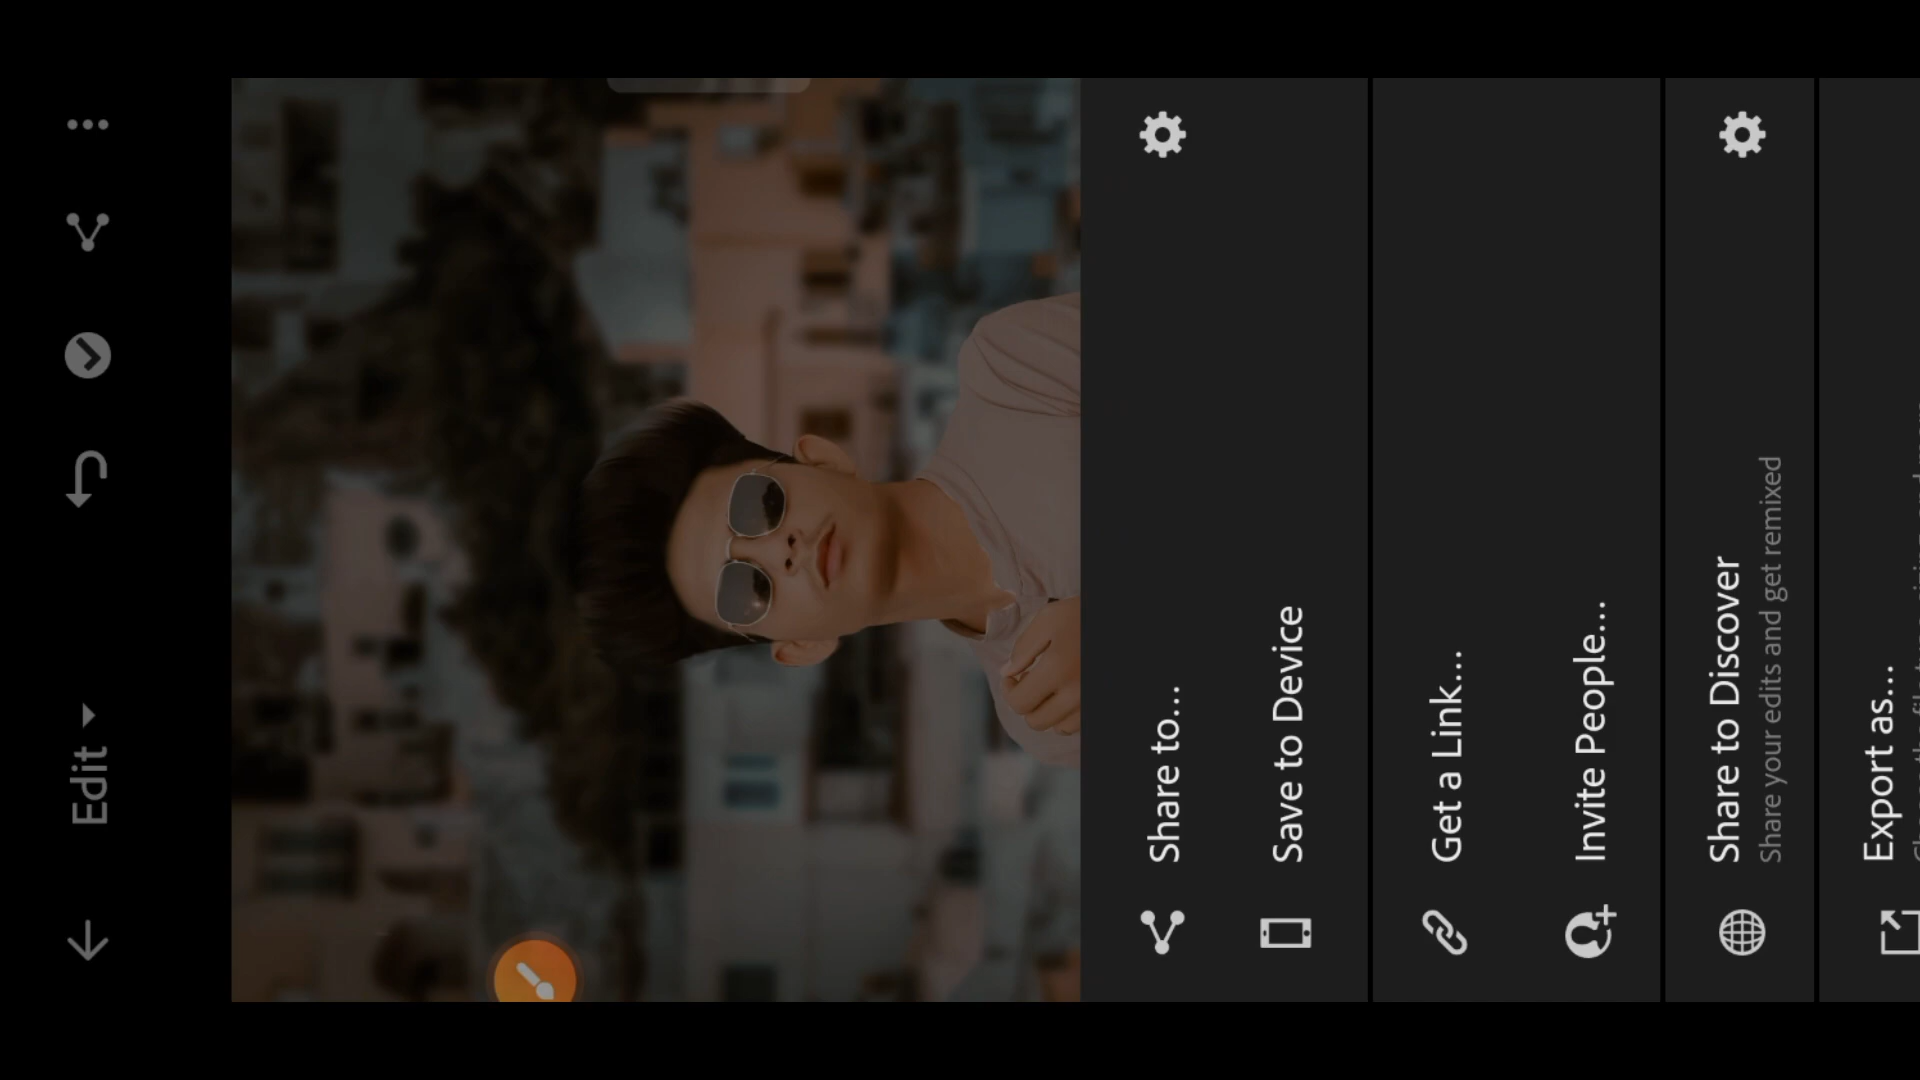 Edit
Share to...
Save to Device
Get a Link...
Invite People...
Share to Discover
Share your edits and get remixed
Export as...